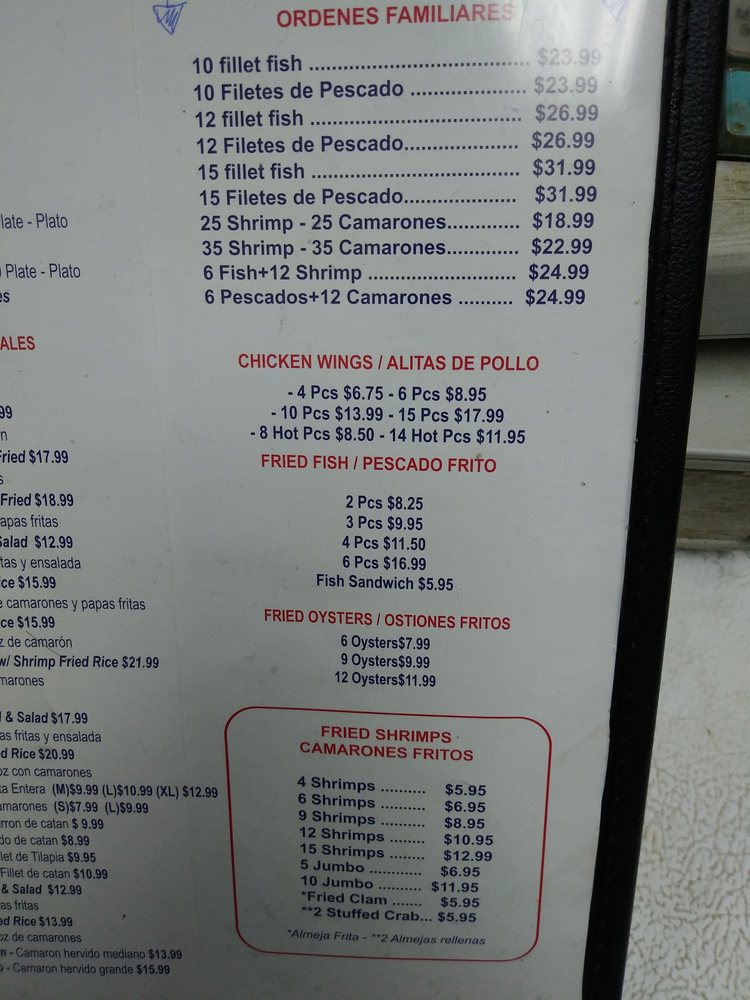 late - Plato
Plate - Plato
es
ALES
99
n
Fried $17.99
s
Fried $18.99
apas fritas
Salad $12.99
tas y ensalada
ice $15.99
e camarones y papas fritas
ce $15.99
z de camarón
w/ Shrimp Fried Rice $21.99
marones
l & Salad $17.99
as fritas y ensalada
d Rice $20.99
oz con camarones
ta Entera (M)$9.99 (L)$10.99 (XL) $12.99
amarones (S)$7.99 (L)$9.99
rron de catan $ 9.99
do de catan $8.99
let de Tilapia $9.95
Fillet de catan $10.99
& Salad $12.99
as fritas
ed Rice $13.99
oz de camarones
n - Camaron hervido mediano $13.99
- Camaron hervido grande $15.99
ORDENES FAMILIARES
10 fillet fish ..................................... $23.99
10 Filetes de Pescado ................... $23.99
12 fillet fish ................................... $26.99
12 Filetes de Pescado................... $26.99
15 fillet fish ................................... $31.99
15 Filetes de Pescado................... $31.99
25 Shrimp - 25 Camarones............. $18.99
35 Shrimp - 35 Camarones............. $22.99
6 Fish+12 Shrimp .......................... $24.99
6 Pescados+12 Camarones .......... $24.99
CHICKEN WINGS / ALITAS DE POLLO
- 4 Pcs $6.75 - 6 Pcs $8.95
- 10 Pcs $13.99 - 15 Pcs $17.99
- 8 Hot Pcs $8.50 - 14 Hot Pcs $11.95
FRIED FISH / PESCADO FRITO
2 Pcs $8.25
3 Pcs $9.95
4 Pcs $11.50
6 Pcs $16.99
Fish Sandwich $5.95
FRIED OYSTERS / OSTIONES FRITOS
6 Oysters$7.99
9 Oysters$9.99
12 Oysters$11.99
FRIED SHRIMPS
CAMARONES FRITOS
4 Shrimps .......... $5.95
6 Shrimps .......... $6.95
9 Shrimps .......... $8.95
12 Shrimps ........ $10.95
15 Shrimps ........ $12.99
5 Jumbo ............. $6.95
10 Jumbo .......... $11.95
*Fried Clam ....... $5.95
**2 Stuffed Crab... $5.95
*Almeja Frita - **2 Almejas rellenas